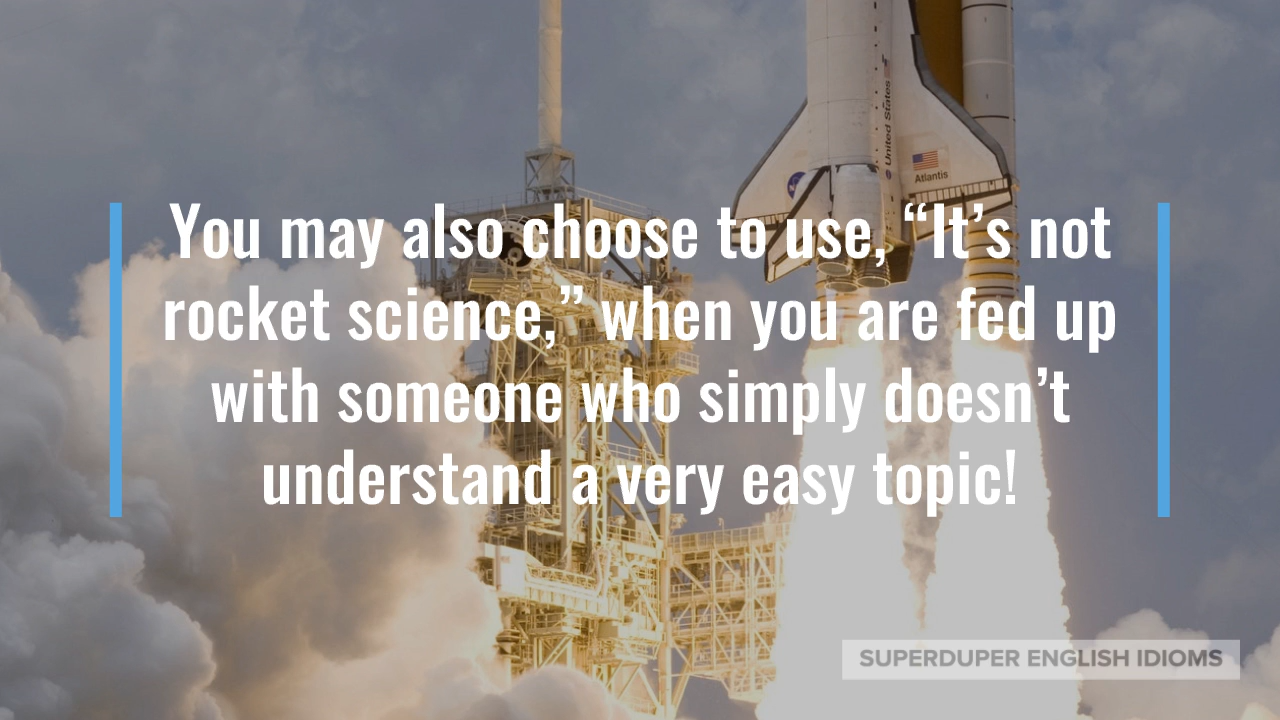 United States
Atlantis
You may also choose to use, “It’s not
rocket science,” when you are fed up
with someone who simply doesn’t
understand a very easy topic!
SUPERDUPER ENGLISH IDIOMS